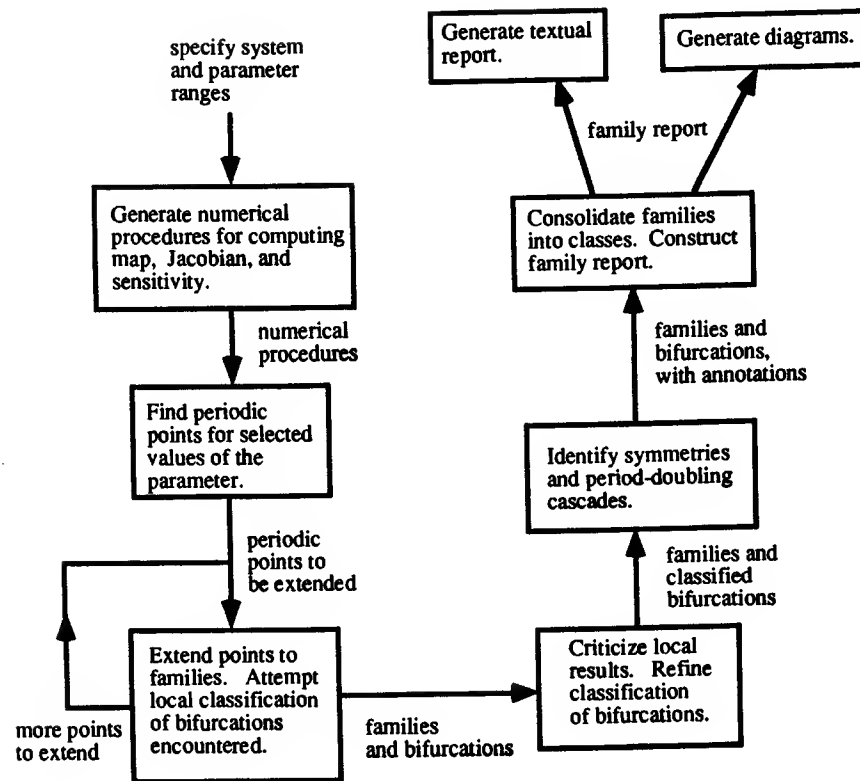 specify system
and parameter
ranges
Generate numerical
procedures for computing
map, Jacobian, and
sensitivity.
numerical
procedures
Find periodic
points for selected
values of the
parameter.
periodic
points to
be extended
Extend points to
families. Attempt
local classification
of bifurcations
encountered.
more points
to extend
families
and bifurcations
Criticize local
results. Refine
classification
of bifurcations.
families and
classified
bifurcations
Identify symmetries
and period-doubling
cascades.
families and
bifurcations,
with annotations
Consolidate families
into classes. Construct
family report.
family report
Generate textual
report.
Generate diagrams.